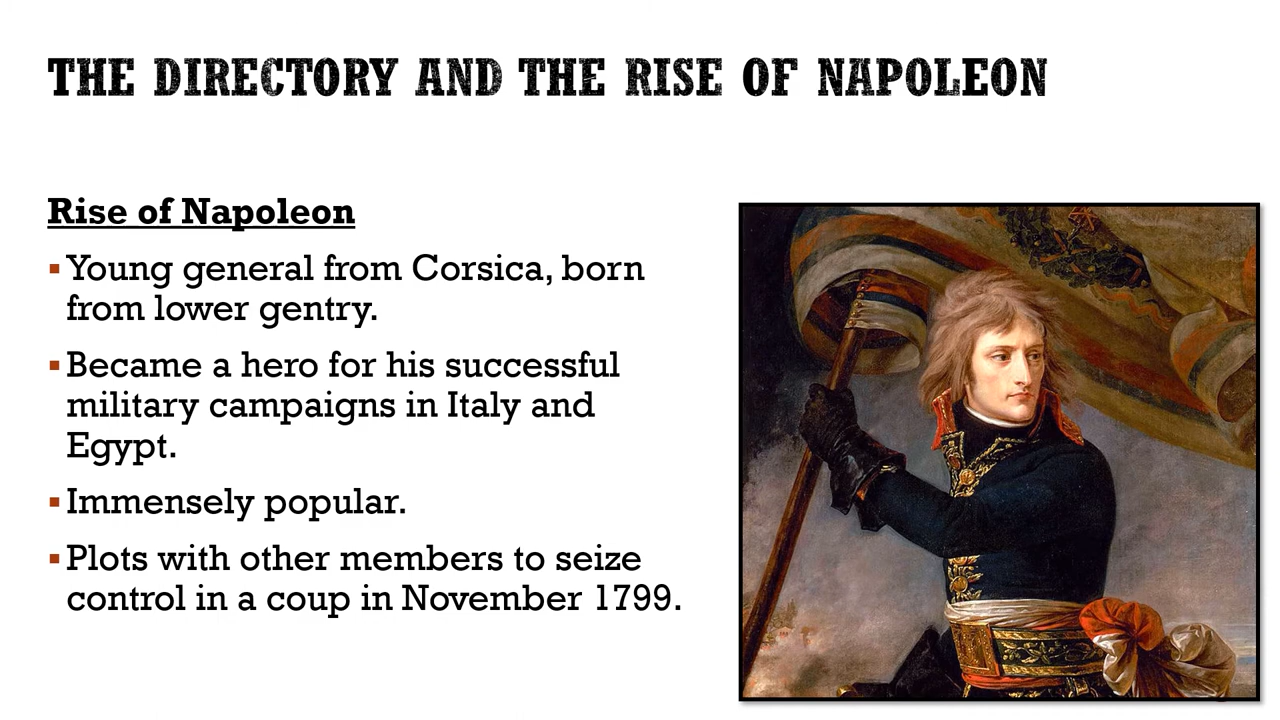 THE DIRECTORY AND THE RISE OF NAPOLEON
Rise of Napoleon
▪ Young general from Corsica, born
from lower gentry.
▪ Became a hero for his successful
military campaigns in Italy and
Egypt.
▪ Immensely popular.
▪ Plots with other members to seize
control in a coup in November 1799.